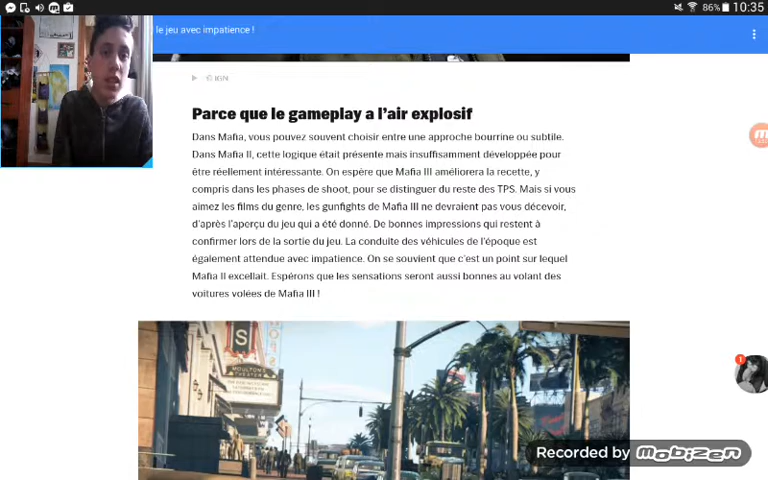 86% 10:35
le jeu avec impatience !
IGN
Parce que le gameplay a l'air explosif
Dans Mafia, vous pouvez souvent choisir entre une approche bourrine ou subtile.
Dans Mafia II, cette logique était présente mais insuffisamment développée pour
être réellement intéressante. On espère que Mafia III améliorera la recette, y
compris dans les phases de shoot, pour se distinguer du reste des TPS. Mais si vous
aimez les films du genre, les gunfights de Mafia III ne devraient pas vous décevoir,
d'après l'aperçu du jeu qui a été donné. De bonnes impressions qui restent à
confirmer lors de la sortie du jeu. La conduite des véhicules de l'époque est
également attendue avec impatience. On se souvient que c'est un point sur lequel
Mafia II excellait. Espérons que les sensations seront aussi bonnes au volant des
voitures volées de Mafia III !
1
S
MOULTON'S
THEATER
Recorded by mobizen